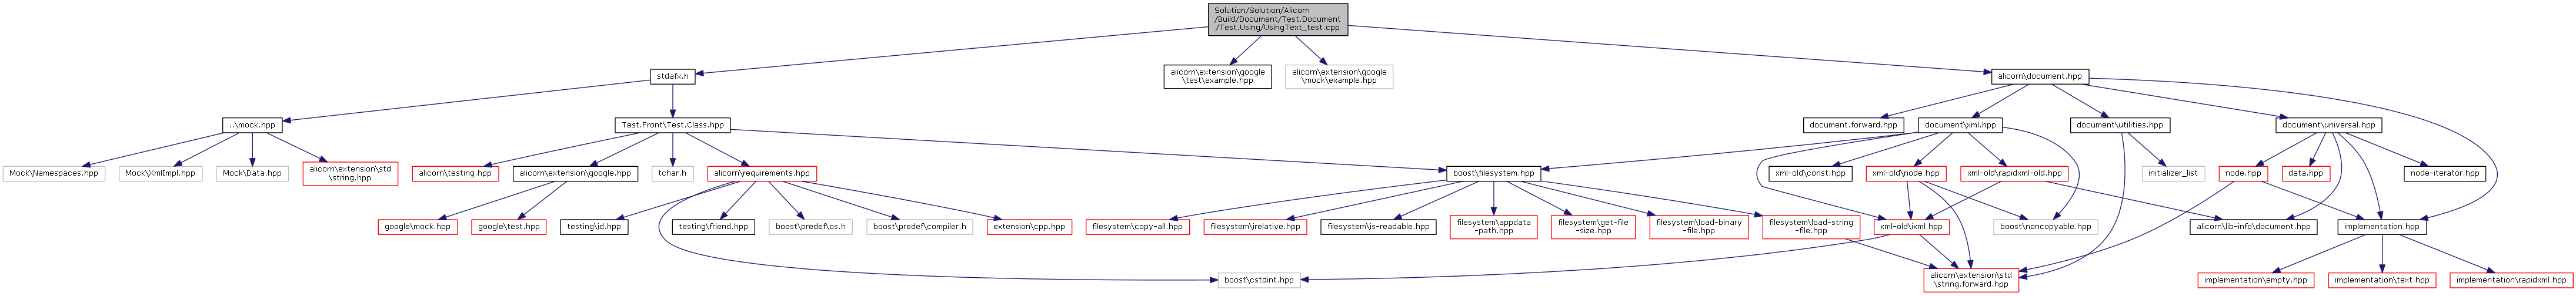 Solution/Solution/Alicorn
/Build/Document/Test.Document
/Test.Using/UsingText_test.cpp
stdafx.h
alicorn\extension\google
\test\example.hpp
alicorn\extension\google
\mock\example.hpp
alicorn\document.hpp
..\mock.hpp
Test.Front\Test.Class.hpp
document.forward.hpp
document\xml.hpp
document\utilities.hpp
document\universal.hpp
Mock\Namespaces.hpp
Mock\XmlImpl.hpp
Mock\Data.hpp
alicorn\extension\std
\string.hpp
alicorn\testing.hpp
alicorn\extension\google.hpp
tchar.h
alicorn\requirements.hpp
boost\filesystem.hpp
xml-old\const.hpp
xml-old\node.hpp
xml-old\rapidxml-old.hpp
initializer_list
node.hpp
data.hpp
node-iterator.hpp
google\mock.hpp
google\test.hpp
testing\id.hpp
testing\friend.hpp
boost\predef\os.h
boost\predef\compiler.h
extension\cpp.hpp
filesystem\copy-all.hpp
filesystem\irelative.hpp
filesystem\is-readable.hpp
filesystem\appdata
-path.hpp
filesystem\get-file
-size.hpp
filesystem\load-binary
-file.hpp
filesystem\load-string
-file.hpp
xml-old\ixml.hpp
boost\noncopyable.hpp
alicorn\lib-info\document.hpp
implementation.hpp
boost\cstdint.hpp
alicorn\extension\std
\string.forward.hpp
implementation\empty.hpp
implementation\text.hpp
implementation\rapidxml.hpp